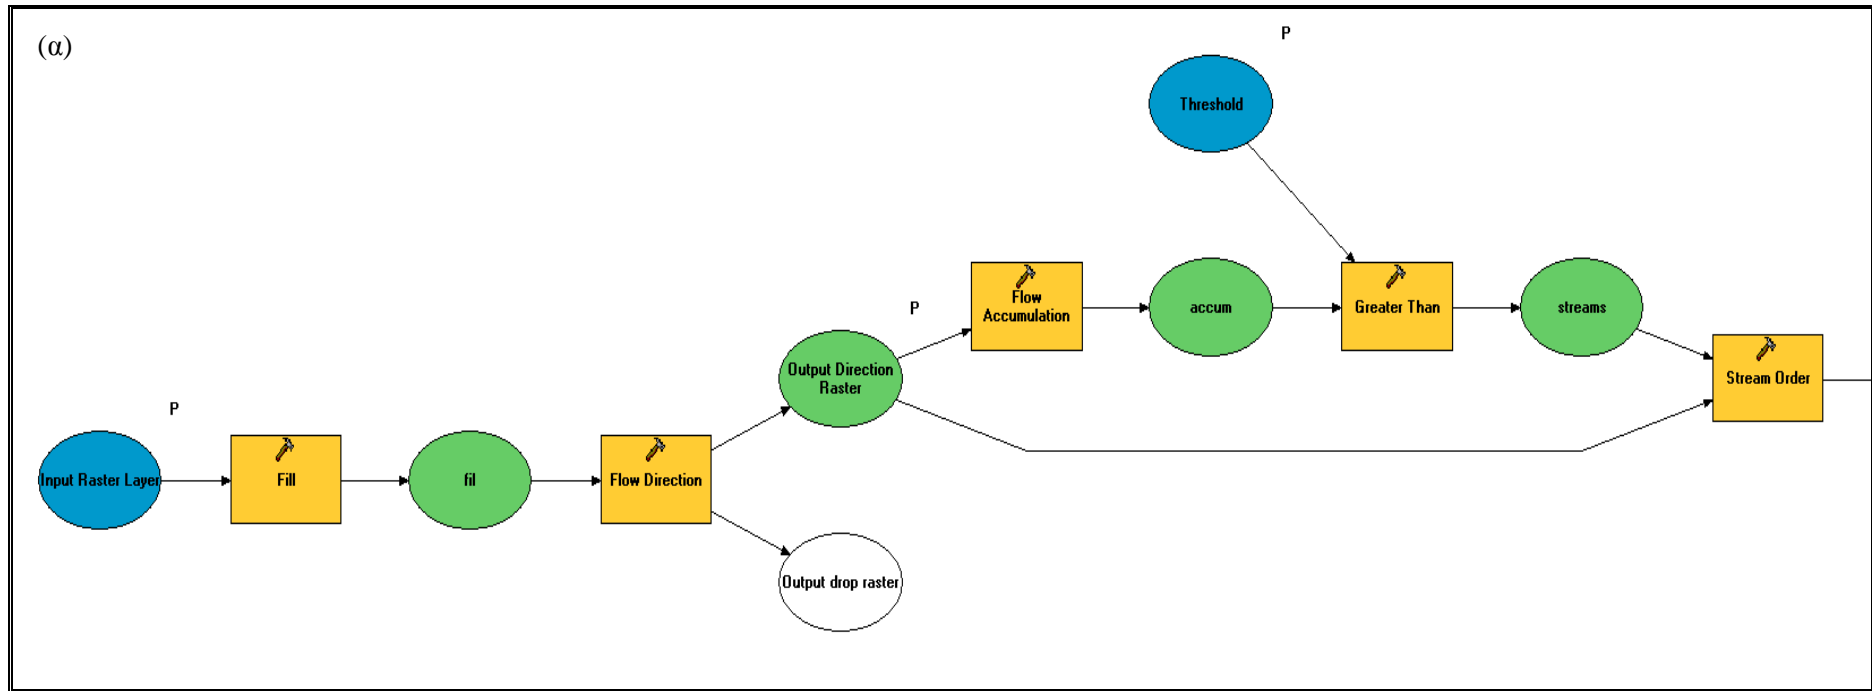 (α)
P
Threshold
Flow
Accumulation
accum
Greater Than
streams
P
Output Direction
Raster
Stream Order
P
Input Raster Layer
Fill
fil
Flow Direction
Output drop raster